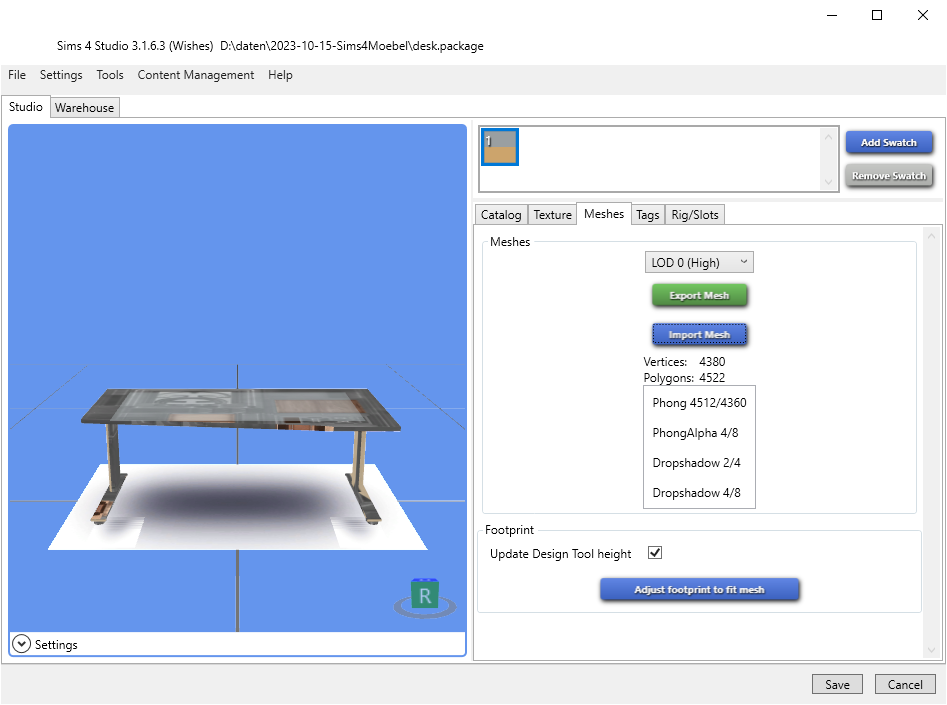 Sims 4 Studio 3.1.6.3 (Wishes)  D:\daten\2023-10-15-Sims4Moebel\desk.package
File Settings Tools Content Management Help
Studio Warehouse
1
Add Swatch
Remove Swatch
Catalog Texture Meshes Tags Rig/Slots
Meshes
LOD 0 (High)
Export Mesh
Import Mesh
Vertices: 4380
Polygons: 4522
Phong 4512/4360
PhongAlpha 4/8
Dropshadow 2/4
Dropshadow 4/8
Footprint
Update Design Tool height
Adjust footprint to fit mesh
R
Settings
Save Cancel